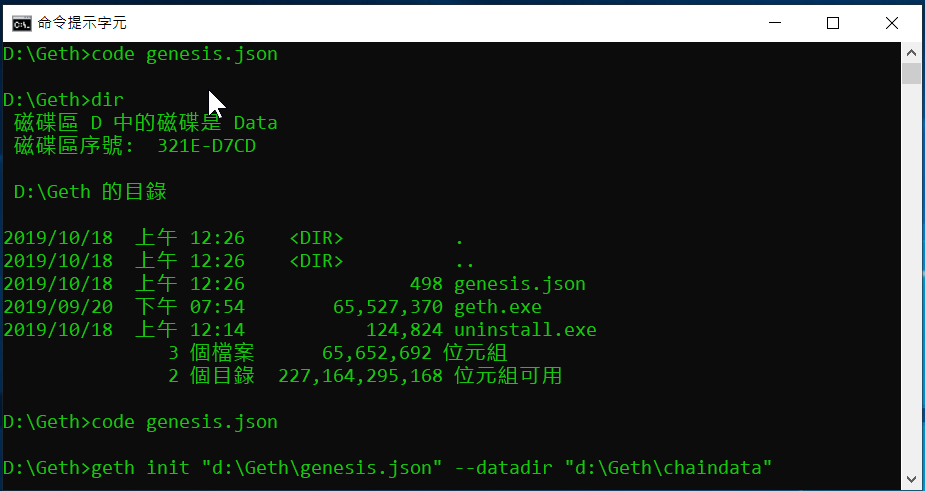 命令提示字元
D:\Geth>code genesis.json
D:\Geth>dir
磁碟區 D 中的磁碟是 Data
磁碟區序號:  321E-D7CD
D:\Geth 的目錄
2019/10/18  上午 12:26    <DIR>          .
2019/10/18  上午 12:26    <DIR>          ..
2019/10/18  上午 12:26               498 genesis.json
2019/09/20  下午 07:54        65,527,370 geth.exe
2019/10/18  上午 12:14           124,824 uninstall.exe
3 個檔案      65,652,692 位元組
2 個目錄  227,164,295,168 位元組可用
D:\Geth>code genesis.json
D:\Geth>geth init "d:\Geth\genesis.json" --datadir "d:\Geth\chaindata"